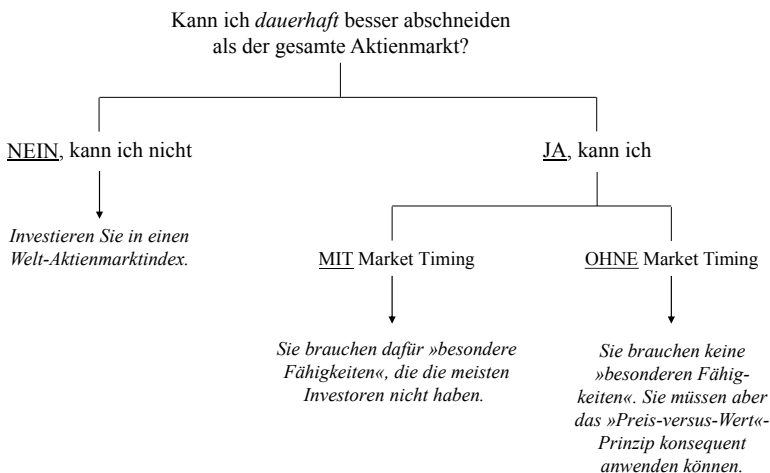 Kann ich dauerhaft besser abschneiden
als der gesamte Aktienmarkt?
NEIN, kann ich nicht
JA, kann ich
Investieren Sie in einen
Welt-Aktienmarktindex.
MIT Market Timing
OHNE Market Timing
Sie brauchen dafür »besondere
Fähigkeiten«, die die meisten
Investoren nicht haben.
Sie brauchen keine
»besonderen Fähig-
keiten«. Sie müssen aber
das »Preis-versus-Wert«-
Prinzip konsequent
anwenden können.